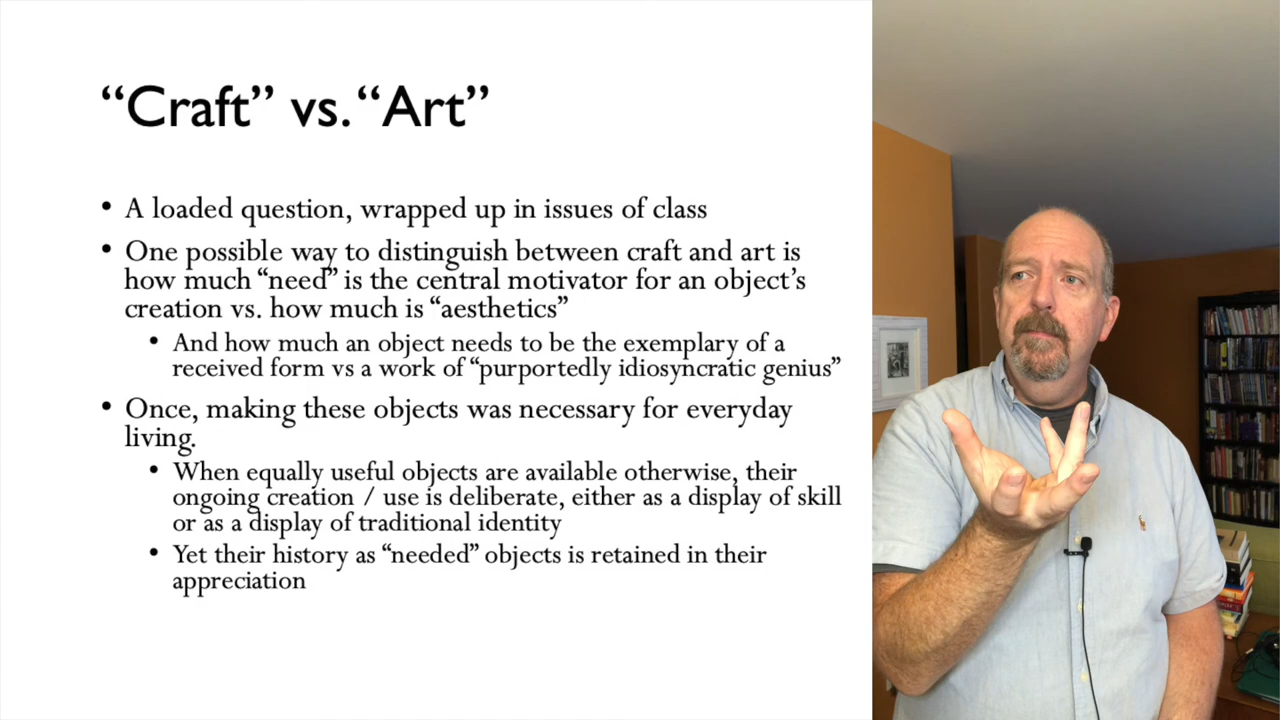 “Craft” vs. “Art”
• A loaded question, wrapped up in issues of class
• One possible way to distinguish between craft and art is
how much “need” is the central motivator for an object’s
creation vs. how much is “aesthetics”
• And how much an object needs to be the exemplary of a
received form vs a work of “purportedly idiosyncratic genius”
• Once, making these objects was necessary for everyday
living.
• When equally useful objects are available otherwise, their
ongoing creation / use is deliberate, either as a display of skill
or as a display of traditional identity
• Yet their history as “needed” objects is retained in their
appreciation